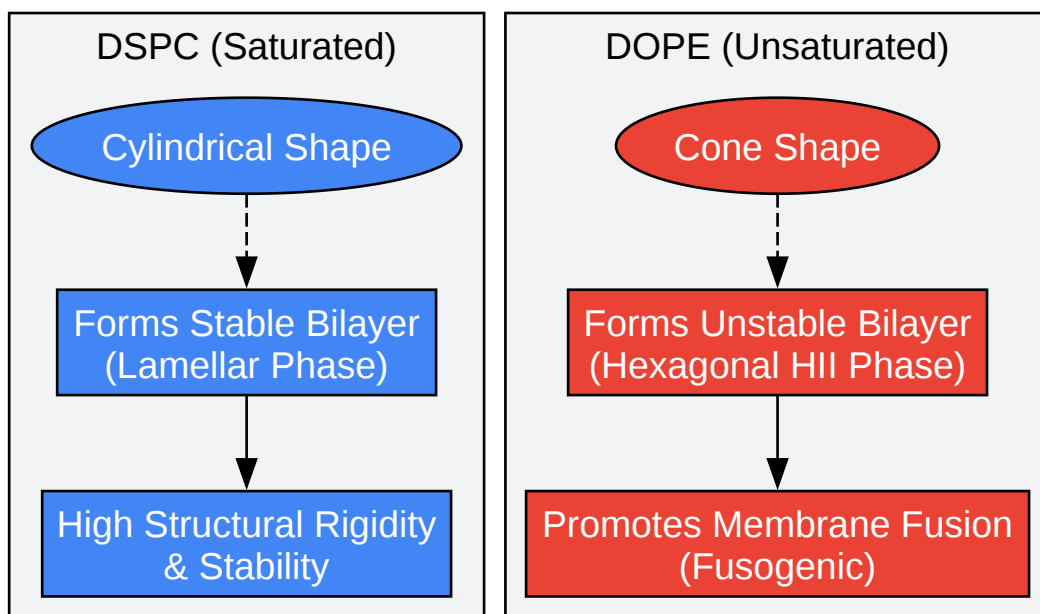 DSPC (Saturated)
Cylindrical Shape
Forms Stable Bilayer
(Lamellar Phase)
High Structural Rigidity
& Stability
DOPE (Unsaturated)
Cone Shape
Forms Unstable Bilayer
(Hexagonal HII Phase)
Promotes Membrane Fusion
(Fusogenic)